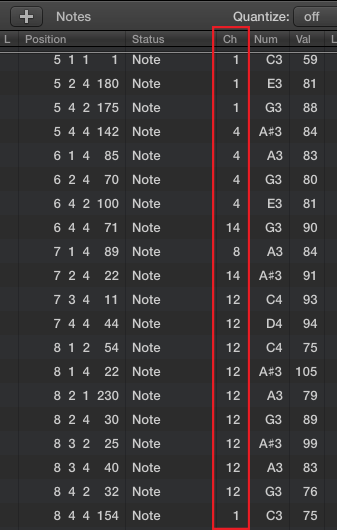 + Notes Quantize: off
L Position Status Ch Num Val L
5 1 1 1 Note 1 C3 59
5 2 4 180 Note 1 E3 81
5 4 2 175 Note 1 G3 88
5 4 4 142 Note 4 A♯3 84
6 1 4 85 Note 4 A3 83
6 2 4 70 Note 4 G3 80
6 4 2 100 Note 4 E3 81
6 4 4 71 Note 14 G3 90
7 1 4 89 Note 8 A3 84
7 2 4 22 Note 14 A♯3 91
7 3 4 11 Note 12 C4 93
7 4 4 44 Note 12 D4 94
8 1 2 54 Note 12 C4 75
8 1 4 22 Note 12 A♯3 105
8 2 1 230 Note 12 A3 79
8 2 4 30 Note 12 G3 89
8 3 2 25 Note 12 A♯3 99
8 3 4 40 Note 12 A3 83
8 4 2 32 Note 12 G3 76
8 4 4 154 Note 1 C3 75